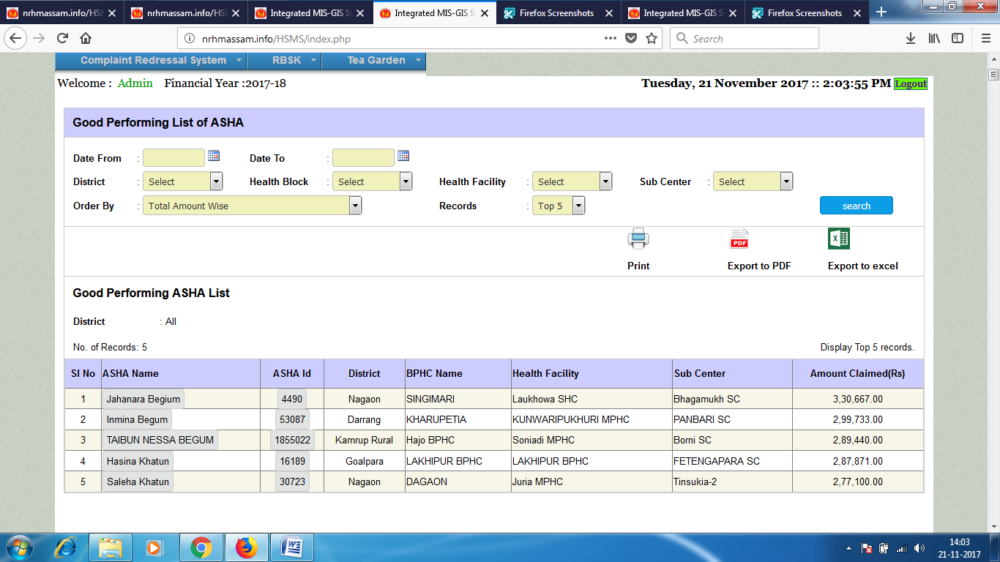 nrhmassam.info/HS nrhmassam.info/HS Integrated MIS-GIS S Integrated MIS-GIS Sy Firefox Screenshots Integrated MIS-GIS S Firefox Screenshots
nrhmassam.info/HSMS/index.php Search
Complaint Redressal System RBSK Tea Garden
Welcome : Admin Financial Year :2017-18 Tuesday, 21 November 2017 :: 2:03:55 PM Logout
Good Performing List of ASHA
Date From : Date To :
District : Select Health Block : Select Health Facility : Select Sub Center : Select
Order By : Total Amount Wise Records : Top 5 search
PDF X
Print Export to PDF Export to excel
Good Performing ASHA List
District : All
No. of Records: 5 Display Top 5 records.
Sl No ASHA Name ASHA Id District BPHC Name Health Facility Sub Center Amount Claimed(Rs)
1 Jahanara Begium 4490 Nagaon SINGIMARI Laukhowa SHC Bhagamukh SC 3,30,667.00
2 Inmina Begum 53087 Darrang KHARUPETIA KUNWARIPUKHURI MPHC PANBARI SC 2,99,733.00
3 TAIBUN NESSA BEGUM 1855022 Kamrup Rural Hajo BPHC Soniadi MPHC Borni SC 2,89,440.00
4 Hasina Khatun 16189 Goalpara LAKHIPUR BPHC LAKHIPUR BPHC FETENGAPARA SC 2,87,871.00
5 Saleha Khatun 30723 Nagaon DAGAON Juria MPHC Tinsukia-2 2,77,100.00
14:03
21-11-2017